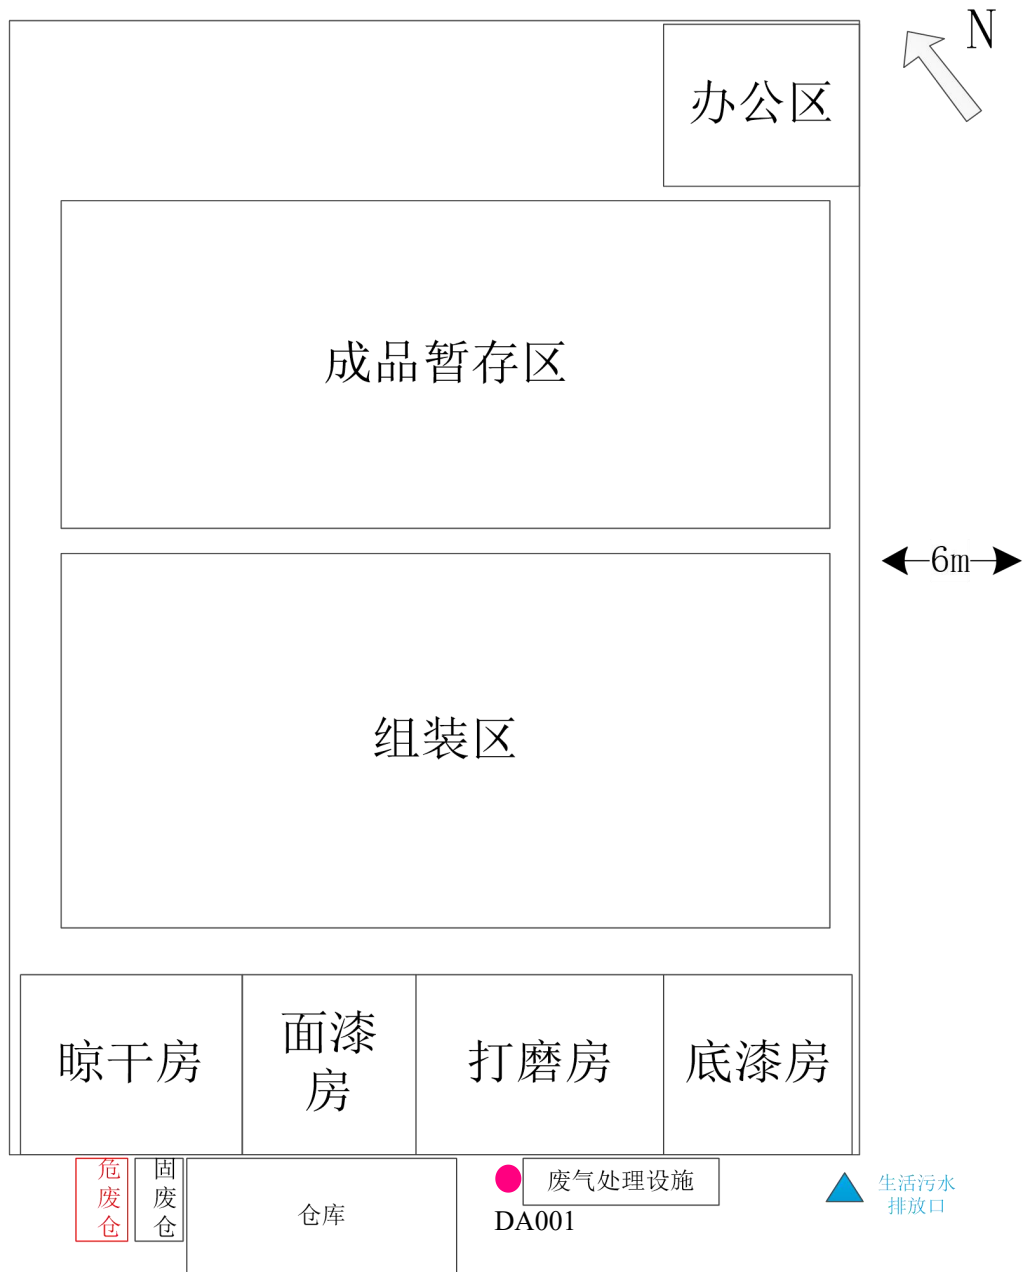 N
办公区
成品暂存区
6m
组装区
晾干房
面漆
房
打磨房
底漆房
危
废
仓
固
废
仓
仓库
废气处理设施
DA001
生活污水
排放口